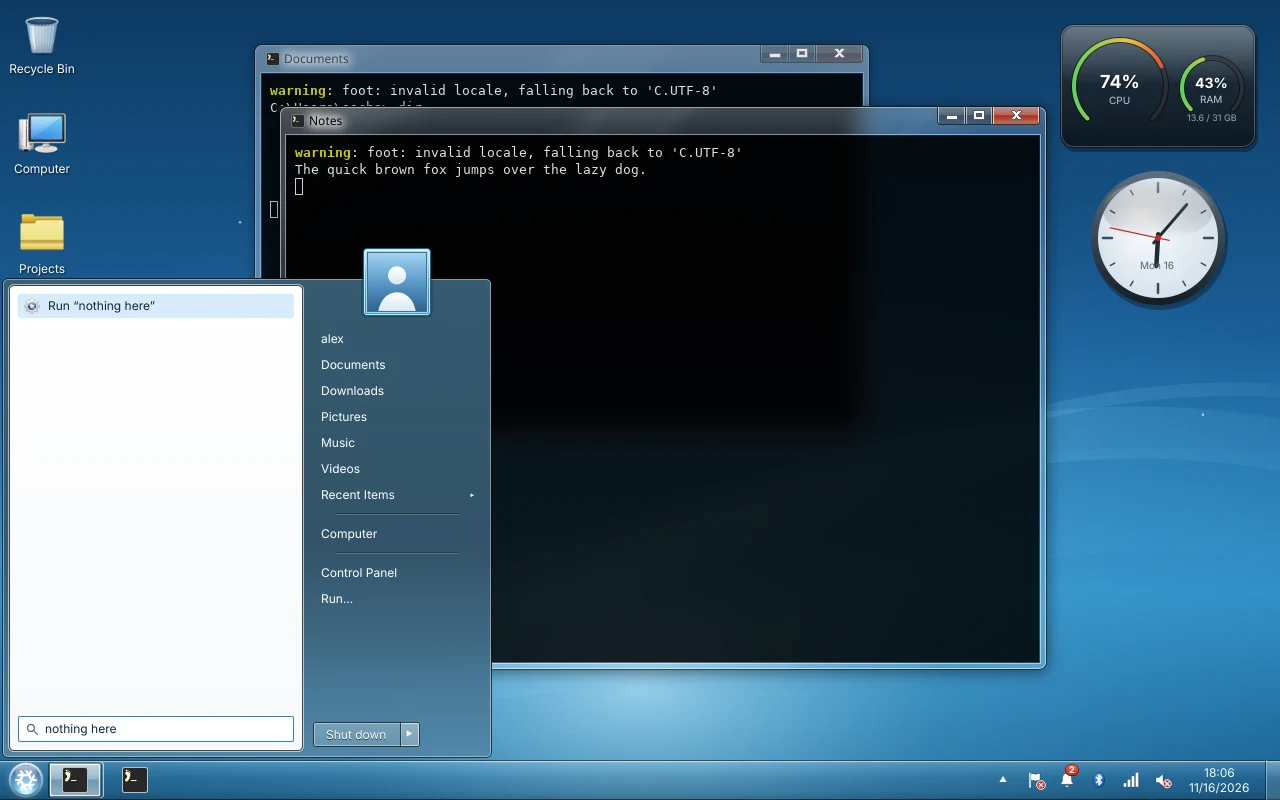 Recycle Bin
Computer
Projects
Documents
warning: foot: invalid locale, falling back to 'C.UTF-8'
Notes
warning: foot: invalid locale, falling back to 'C.UTF-8'
The quick brown fox jumps over the lazy dog.
74%
CPU
43%
RAM
13.6 / 31 GB
Mon 16
Run “nothing here”
nothing here
alex
Documents
Downloads
Pictures
Music
Videos
Recent Items
Computer
Control Panel
Run...
Shut down
2
18:06
11/16/2026